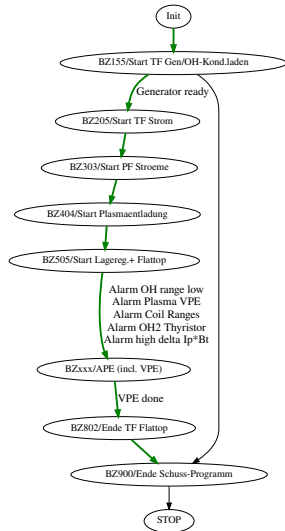 Init
BZ155/Start TF Gen/OH-Kond.laden
Generator ready
BZ205/Start TF Strom
BZ303/Start PF Stroeme
BZ404/Start Plasmaentladung
BZ505/Start Lagereg.+ Flattop
Alarm OH range low
Alarm Plasma VPE
Alarm Coil Ranges
Alarm OH2 Thyristor
Alarm high delta Ip*Bt
BZxxx/APE (incl. VPE)
VPE done
BZ802/Ende TF Flattop
BZ900/Ende Schuss-Programm
STOP